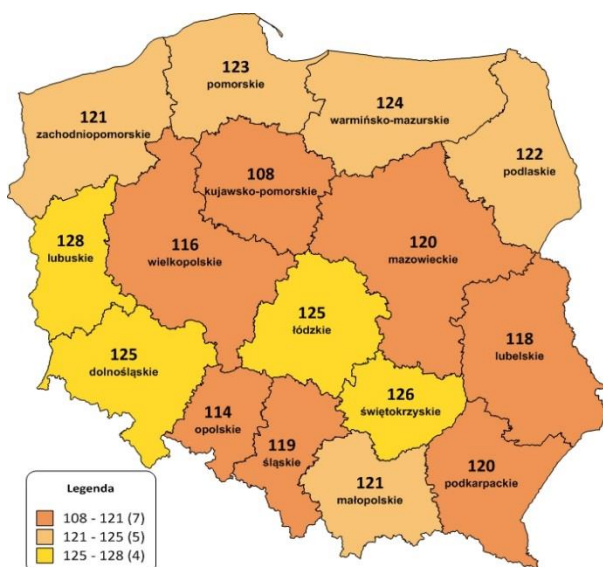 123
pomorskie
121
zachodniopomorskie
124
warmińsko-mazurskie
122
podlaskie
108
kujawsko-pomorskie
128
lubuskie
116
wielkopolskie
120
mazowieckie
125
łódzkie
118
lubelskie
125
dolnośląskie
126
świętokrzyskie
114
opolskie
119
śląskie
121
małopolskie
120
podkarpackie
Legenda
108 - 121 (7)
121 - 125 (5)
125 - 128 (4)